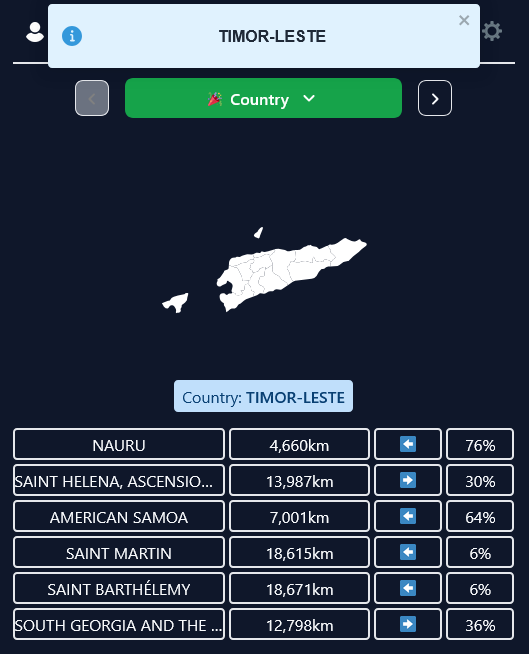 TIMOR-LESTE
Country
Country: TIMOR-LESTE
NAURU 4,660km 76%
SAINT HELENA, ASCENSIO... 13,987km 30%
AMERICAN SAMOA 7,001km 64%
SAINT MARTIN 18,615km 6%
SAINT BARTHÉLEMY 18,671km 6%
SOUTH GEORGIA AND THE ... 12,798km 36%